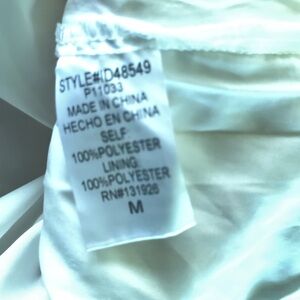 STYLE#ID48549
P11033
MADE IN CHINA
HECHO EN CHINA
SELF
100%POLYESTER
LINING
100%POLYESTER
RN#131926
M